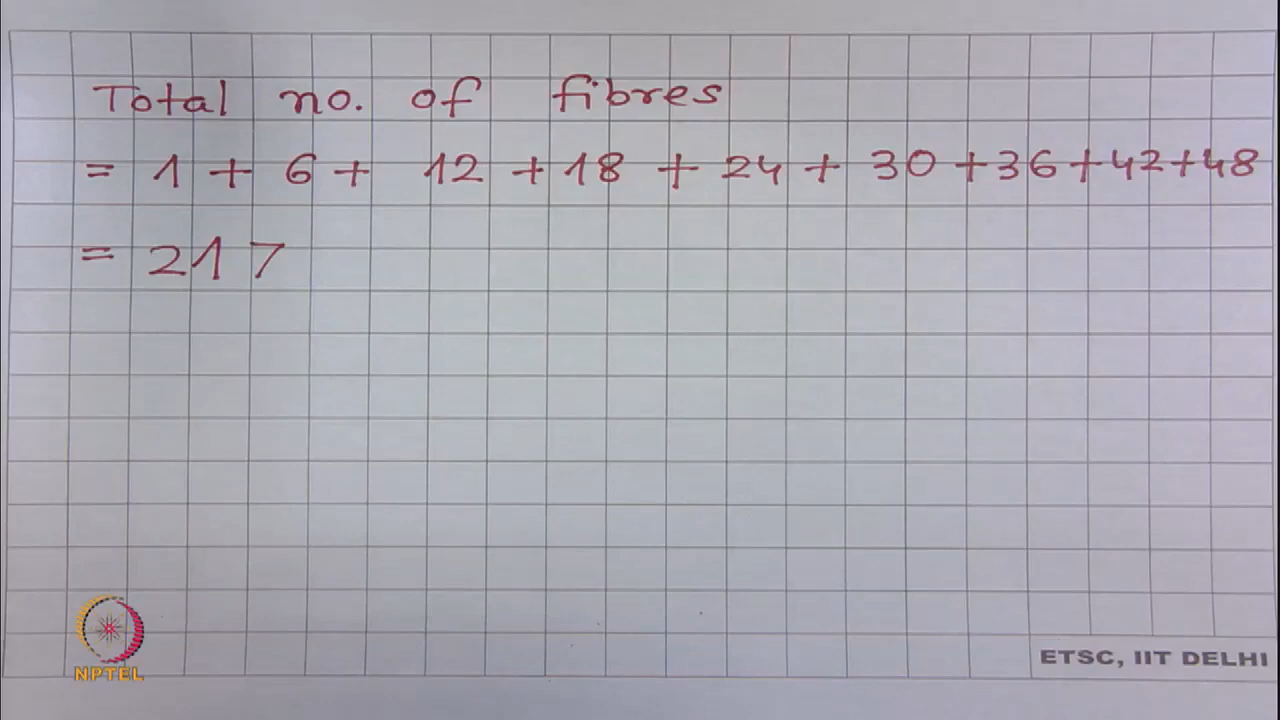 Total no. of fibres
= 1 + 6 + 12 + 18 + 24 + 30 + 36 + 42 + 48
= 217
NPTEL
ETSC, IIT DELHI